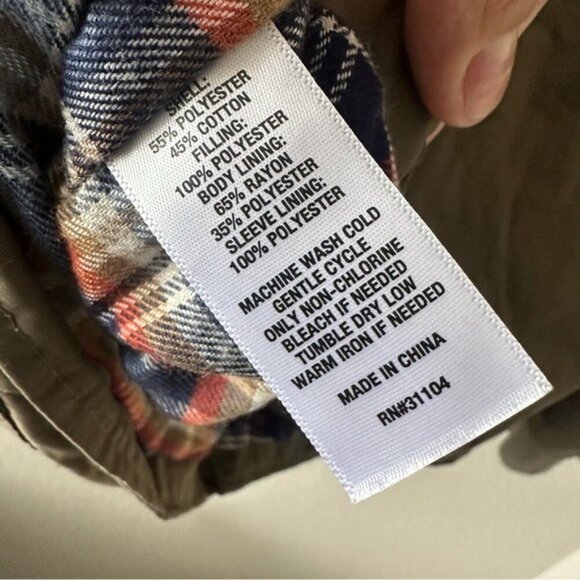 SHELL:
55% POLYESTER
45% COTTON
FILLING:
100% POLYESTER
BODY LINING:
65% RAYON
35% POLYESTER
SLEEVE LINING:
100% POLYESTER
MACHINE WASH COLD
GENTLE CYCLE
ONLY NON-CHLORINE
BLEACH IF NEEDED
TUMBLE DRY LOW
WARM IRON IF NEEDED
MADE IN CHINA
RN#31104